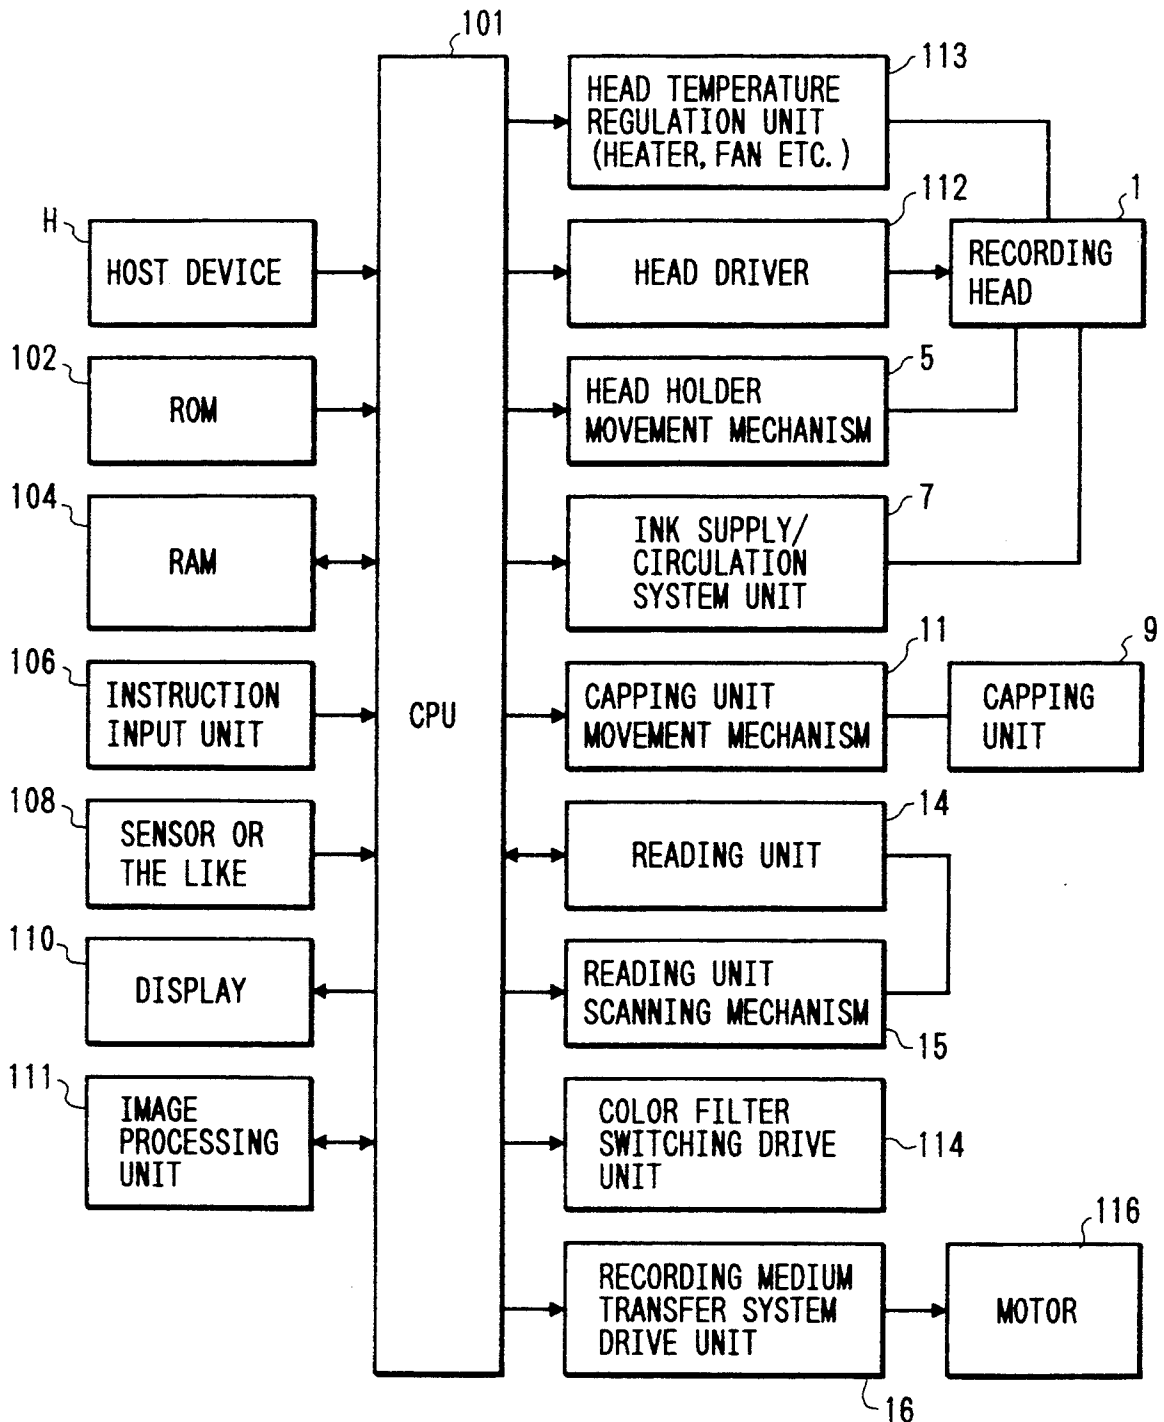 101
113
HEAD TEMPERATURE
REGULATION UNIT
(HEATER, FAN ETC.)
H
HOST DEVICE
112
HEAD DRIVER
1
RECORDING
HEAD
102
ROM
5
HEAD HOLDER
MOVEMENT MECHANISM
104
RAM
7
INK SUPPLY/
CIRCULATION
SYSTEM UNIT
106
INSTRUCTION
INPUT UNIT
CPU
11
CAPPING UNIT
MOVEMENT MECHANISM
9
CAPPING
UNIT
108
SENSOR OR
THE LIKE
14
READING UNIT
110
DISPLAY
READING UNIT
SCANNING MECHANISM
15
111
IMAGE
PROCESSING
UNIT
COLOR FILTER
SWITCHING DRIVE
UNIT
114
RECORDING MEDIUM
TRANSFER SYSTEM
DRIVE UNIT
16
116
MOTOR